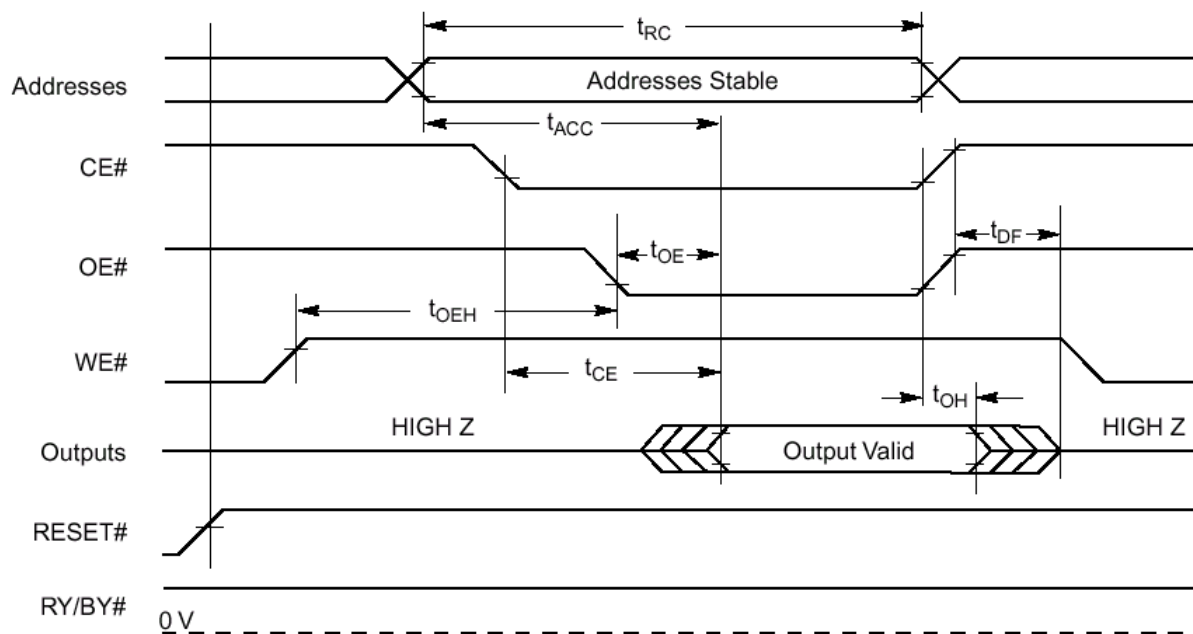 tRC
Addresses
Addresses Stable
tACC
CE#
tDF
OE#
tOE
tOEH
WE#
tCE
tOH
HIGH Z
HIGH Z
Outputs
Output Valid
RESET#
RY/BY#
0 V